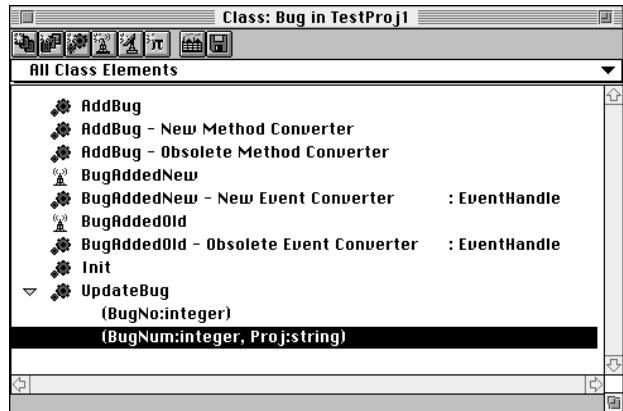 Class: Bug in TestProj1
π
All Class Elements
AddBug
AddBug - New Method Converter
AddBug - Obsolete Method Converter
BugAddedNew
BugAddedNew - New Event Converter : EventHandle
BugAddedOld
BugAddedOld - Obsolete Event Converter : EventHandle
Init
UpdateBug
(BugNo:integer)
(BugNum:integer, Proj:string)